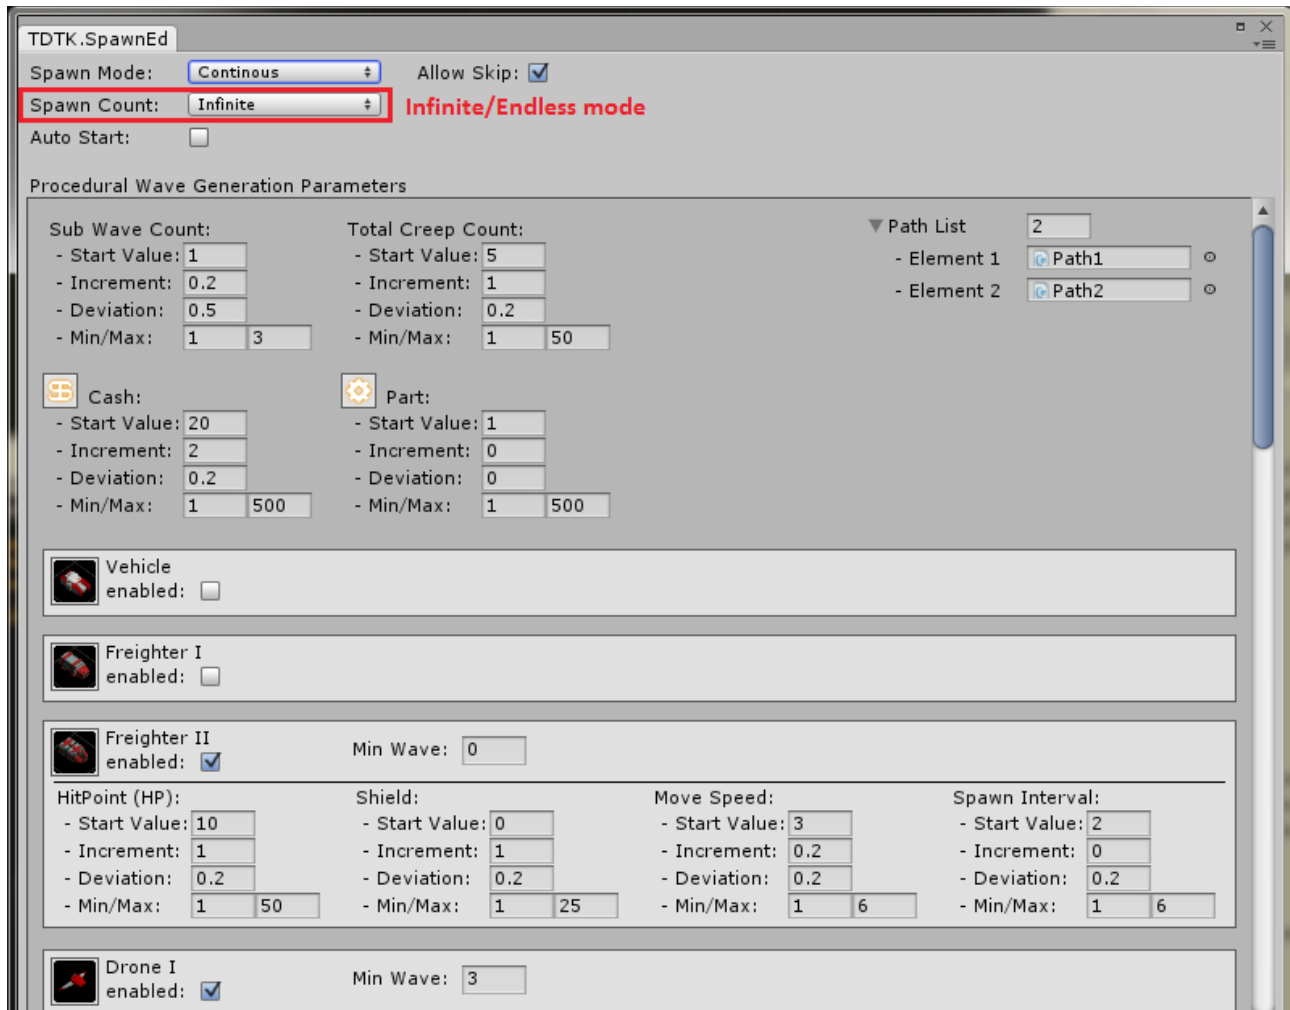 TDTK.SpawnEd
Spawn Mode: Continous Allow Skip:
Spawn Count: Infinite Infinite/Endless mode
Auto Start:
Procedural Wave Generation Parameters
Sub Wave Count: Total Creep Count: Path List 2
- Start Value: 1 - Start Value: 5 - Element 1 Path1
- Increment: 0.2 - Increment: 1 - Element 2 Path2
- Deviation: 0.5 - Deviation: 0.2
- Min/Max: 1 3 - Min/Max: 1 50
Cash: Part:
- Start Value: 20 - Start Value: 1
- Increment: 2 - Increment: 0
- Deviation: 0.2 - Deviation: 0
- Min/Max: 1 500 - Min/Max: 1 500
Vehicle
enabled:
Freighter I
enabled:
Freighter II
enabled: Min Wave: 0
HitPoint (HP): Shield: Move Speed: Spawn Interval:
- Start Value: 10 - Start Value: 0 - Start Value: 3 - Start Value: 2
- Increment: 1 - Increment: 1 - Increment: 0.2 - Increment: 0
- Deviation: 0.2 - Deviation: 0.2 - Deviation: 0.2 - Deviation: 0.2
- Min/Max: 1 50 - Min/Max: 1 25 - Min/Max: 1 6 - Min/Max: 1 6
Drone I
enabled: Min Wave: 3